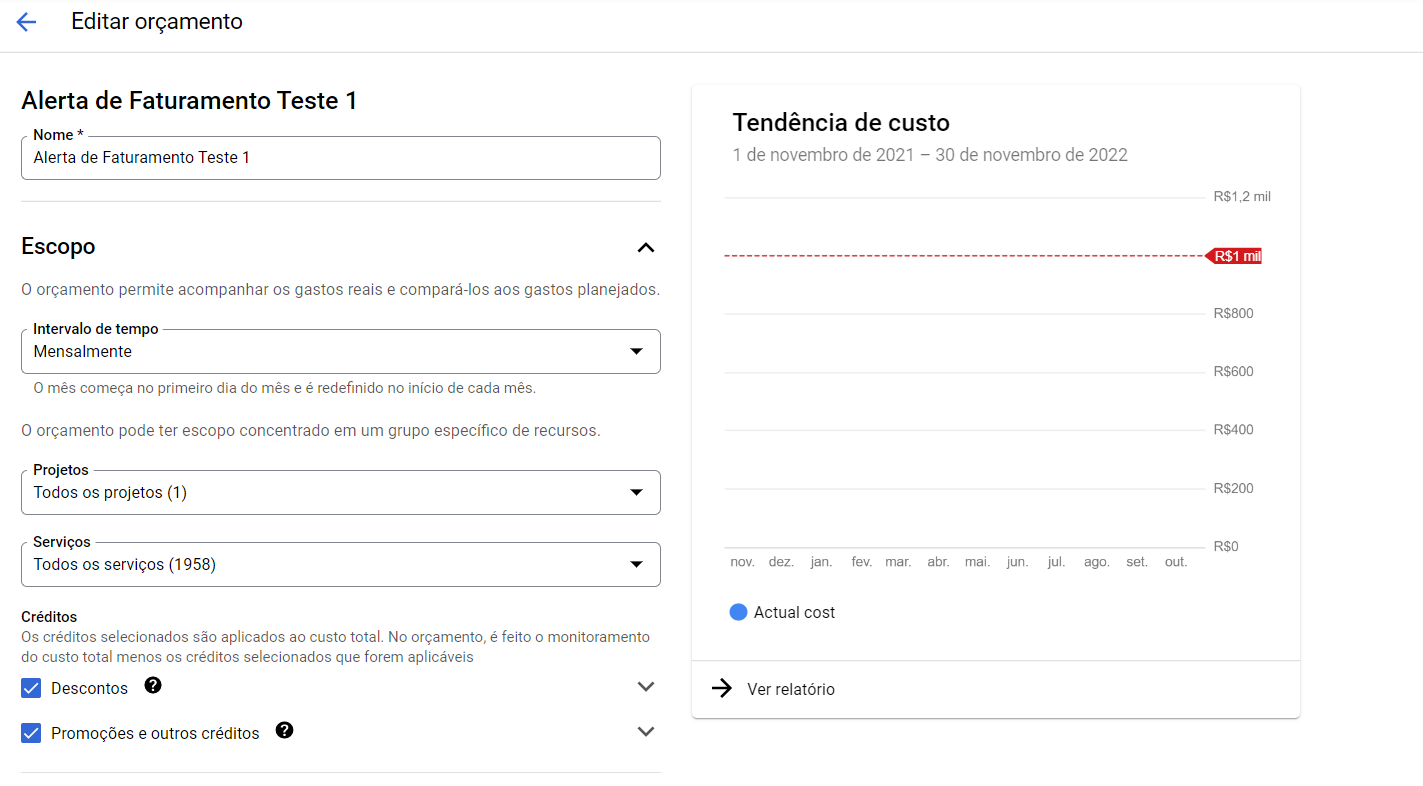 Editar orçamento
Alerta de Faturamento Teste 1
Nome *
Alerta de Faturamento Teste 1
Escopo
O orçamento permite acompanhar os gastos reais e compará-los aos gastos planejados.
Intervalo de tempo
Mensalmente
O mês começa no primeiro dia do mês e é redefinido no início de cada mês.
O orçamento pode ter escopo concentrado em um grupo específico de recursos.
Projetos
Todos os projetos (1)
Serviços
Todos os serviços (1958)
Créditos
Os créditos selecionados são aplicados ao custo total. No orçamento, é feito o monitoramento
do custo total menos os créditos selecionados que forem aplicáveis
Descontos ?
Promoções e outros créditos ?
Tendência de custo
1 de novembro de 2021 – 30 de novembro de 2022
R$1,2 mil
R$1 mil
R$800
R$600
R$400
R$200
R$0
nov. dez. jan. fev. mar. abr. mai. jun. jul. ago. set. out.
Actual cost
Ver relatório